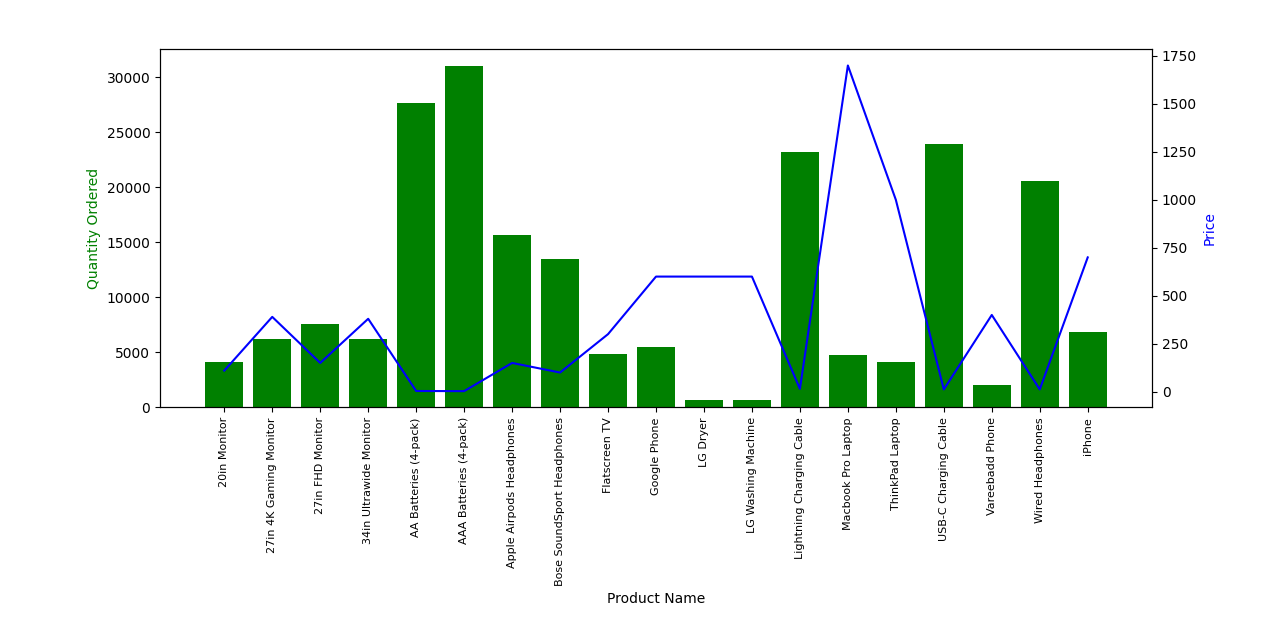 30000
25000
20000
15000
10000
5000
0
Quantity Ordered
1750
1500
1250
1000
750
500
250
0
Price
20in Monitor
27in 4K Gaming Monitor
27in FHD Monitor
34in Ultrawide Monitor
AA Batteries (4-pack)
AAA Batteries (4-pack)
Apple Airpods Headphones
Bose SoundSport Headphones
Flatscreen TV
Google Phone
LG Dryer
LG Washing Machine
Lightning Charging Cable
Macbook Pro Laptop
ThinkPad Laptop
USB-C Charging Cable
Vareebadd Phone
Wired Headphones
iPhone
Product Name